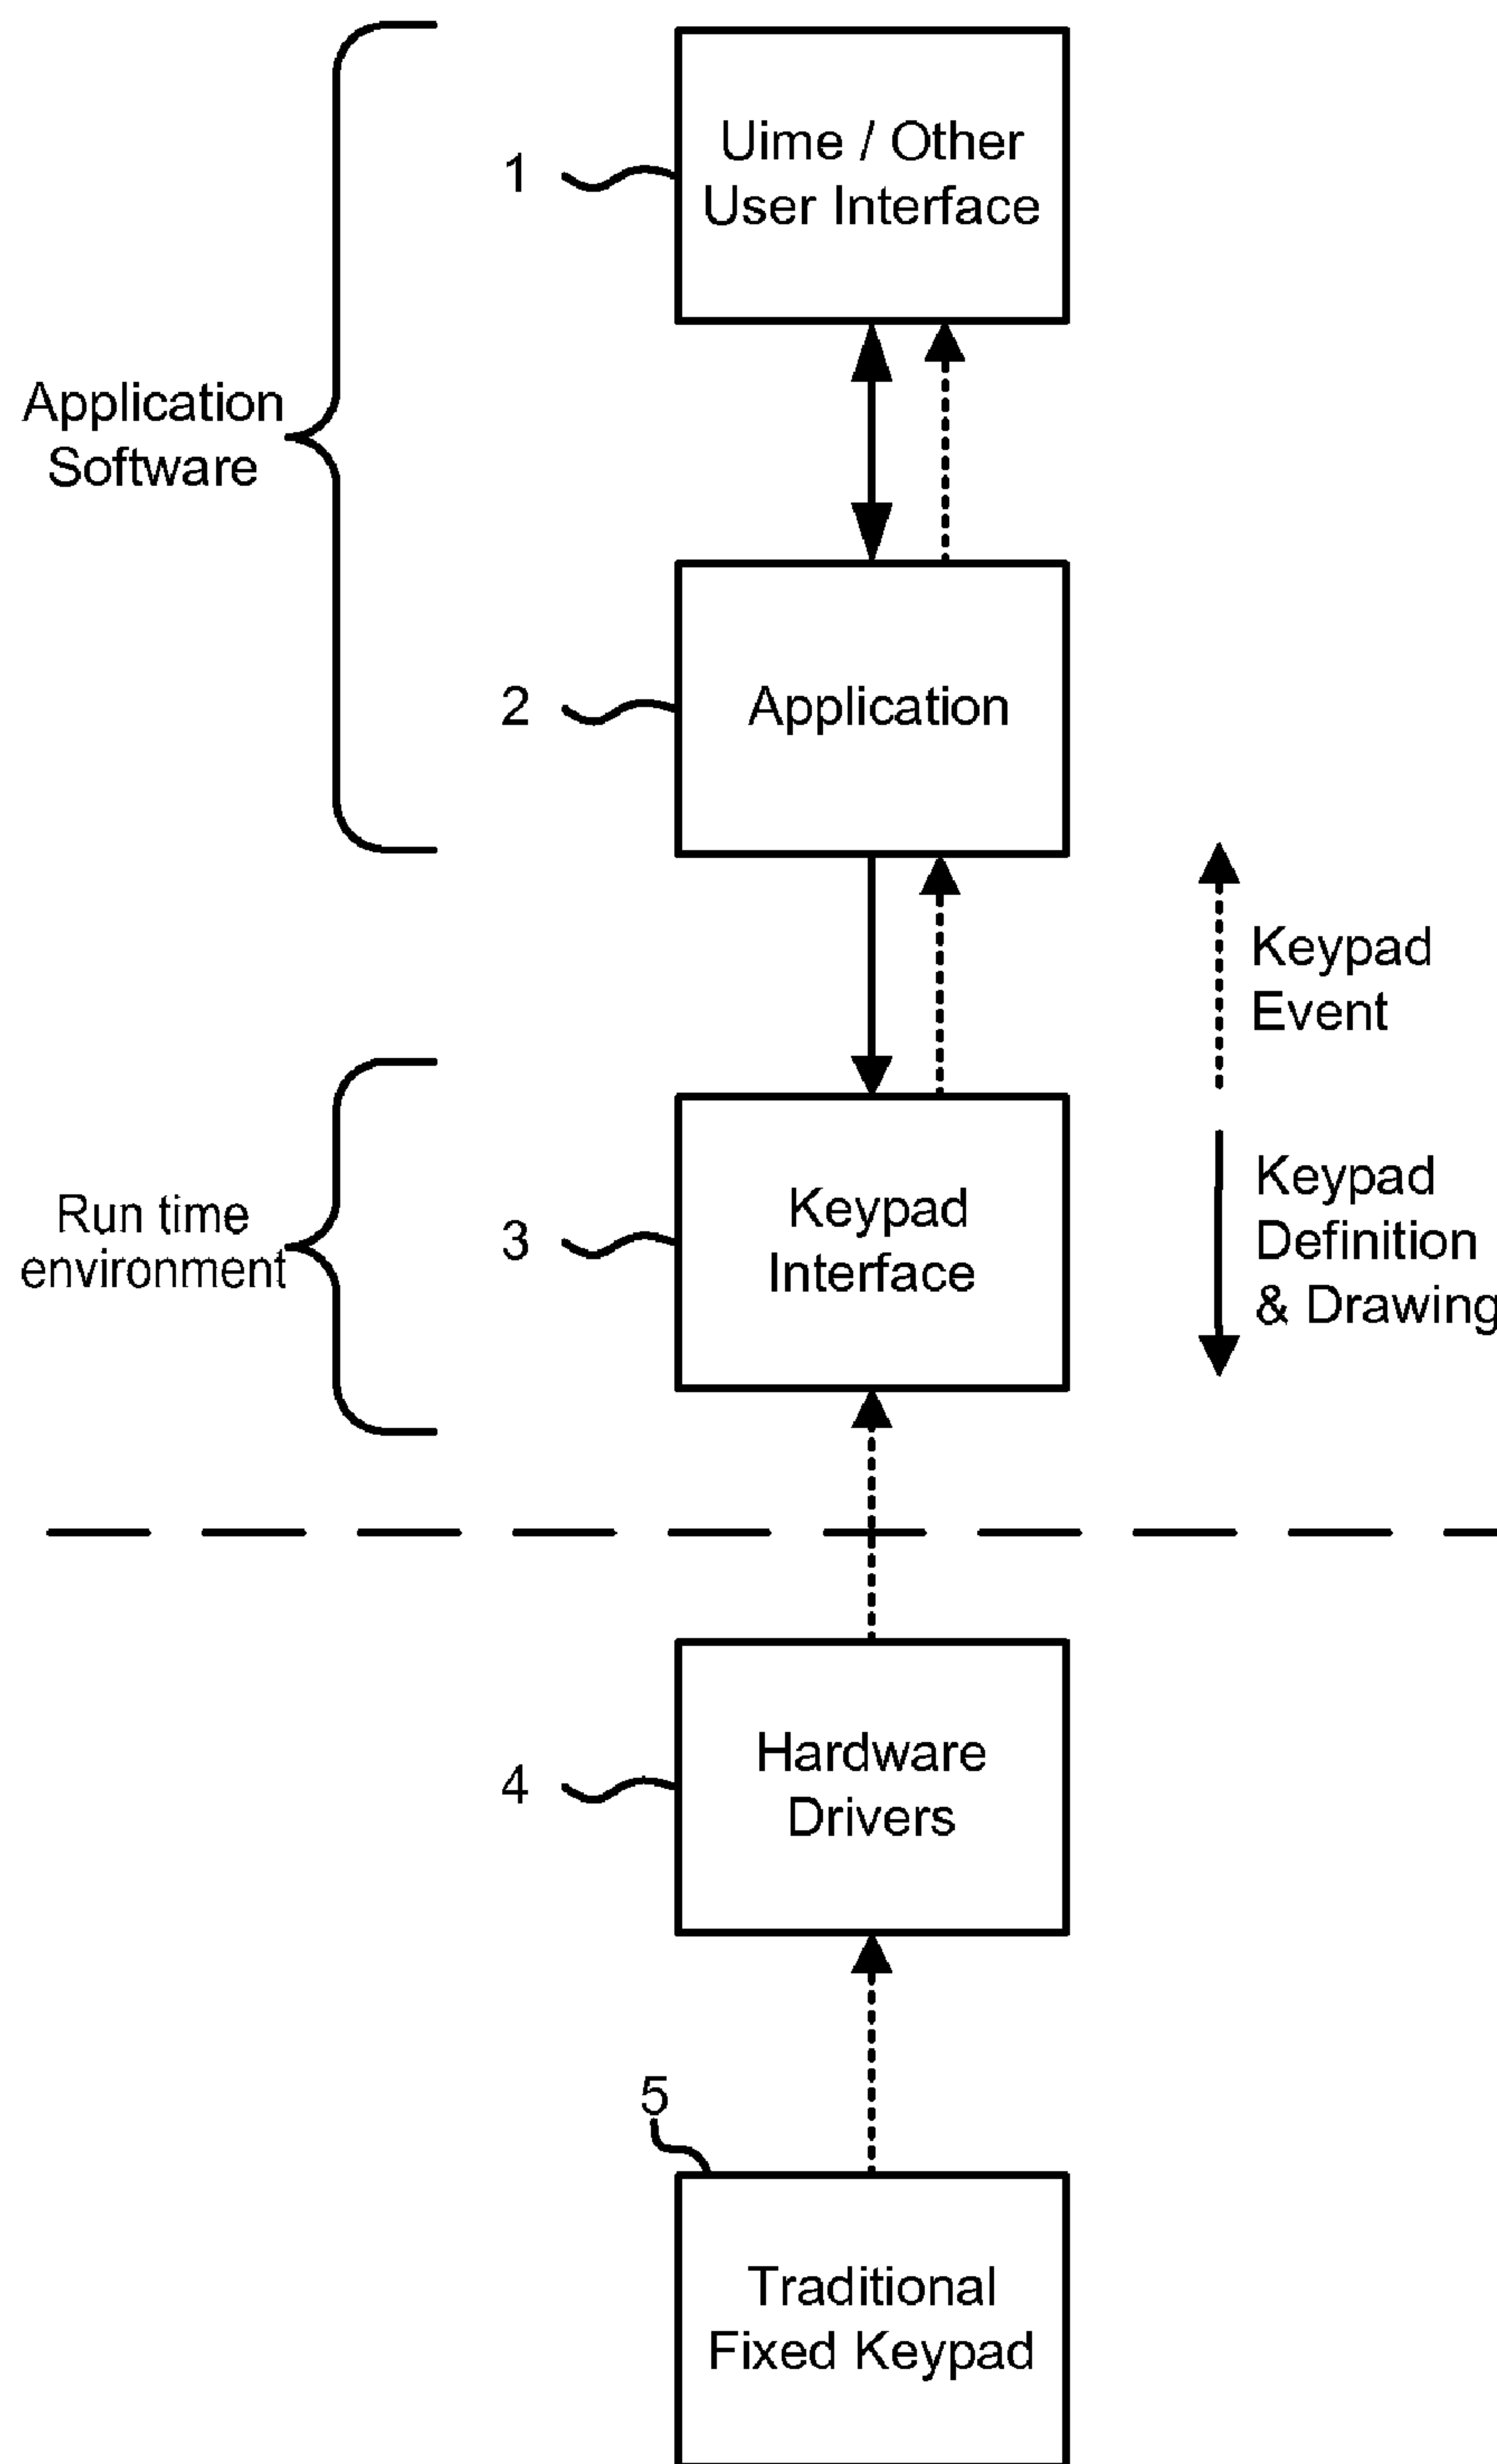 Uime / Other
User Interface
1
Application
Software
2
Application
Keypad
Event
Keypad
Definition
& Drawing
Run time
environment
3
Keypad
Interface
4
Hardware
Drivers
5
Traditional
Fixed Keypad